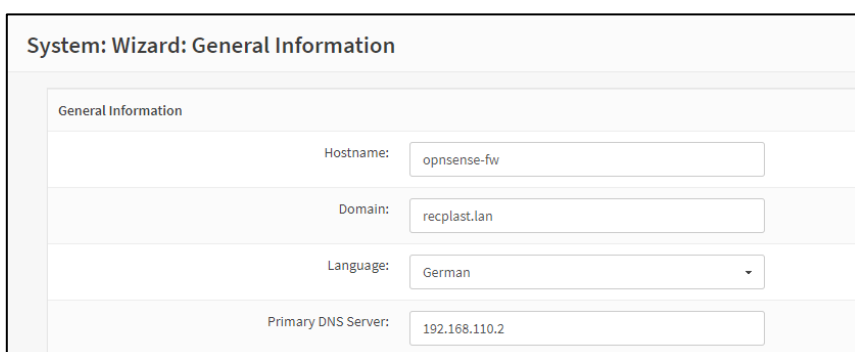 System: Wizard: General Information
General Information
Hostname: opnsense-fw
Domain: recplast.lan
Language: German
Primary DNS Server: 192.168.110.2